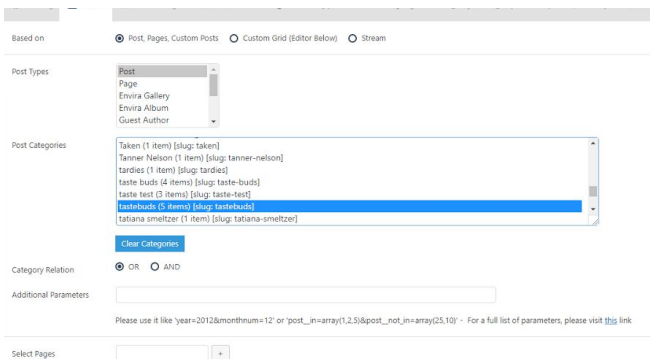 Based on
Post, Pages, Custom Posts Custom Grid (Editor Below) Stream
Post Types
Post
Page
Envira Gallery
Envira Album
Guest Author
Post Categories
Taken (1 item) [slug: taken]
Tanner Nelson (1 item) [slug: tanner-nelson]
tardies (1 item) [slug: tardies]
taste buds (4 items) [slug: taste-buds]
taste test (3 items) [slug: taste-test]
tastebuds (5 items) [slug: tastebuds]
tatiana smeltzer (1 item) [slug: tatiana-smeltzer]
Clear Categories
Category Relation
OR AND
Additional Parameters
Please use it like 'year=2012&monthnum=12' or 'post__in=array(1,2,5)&post__not_in=array(25,10)' - For a full list of parameters, please visit this link
Select Pages
+